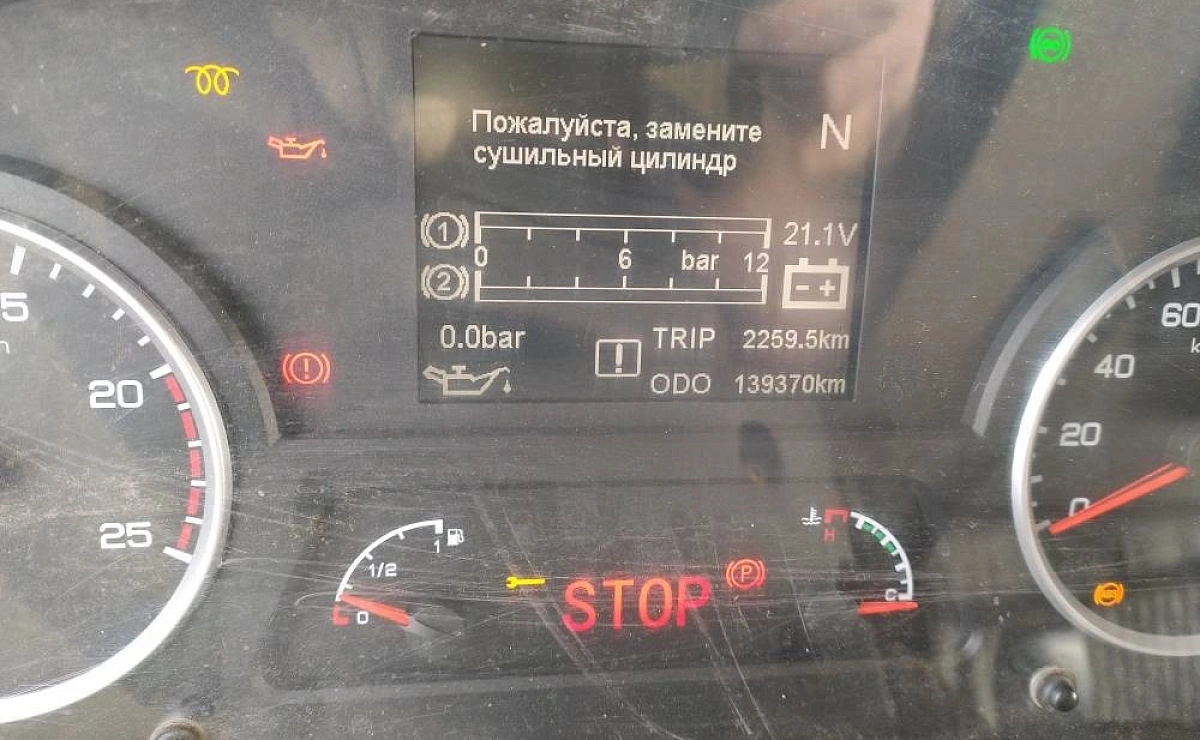 Пожалуйста, замените
сушильный цилиндр
N
1
0 6 bar 12
21.1V
2
- +
0.0bar
! TRIP 2259.5km
ODO 139370km
!
5
20
25
1
1/2
0
STOP
P
H
C
60
40
20
0